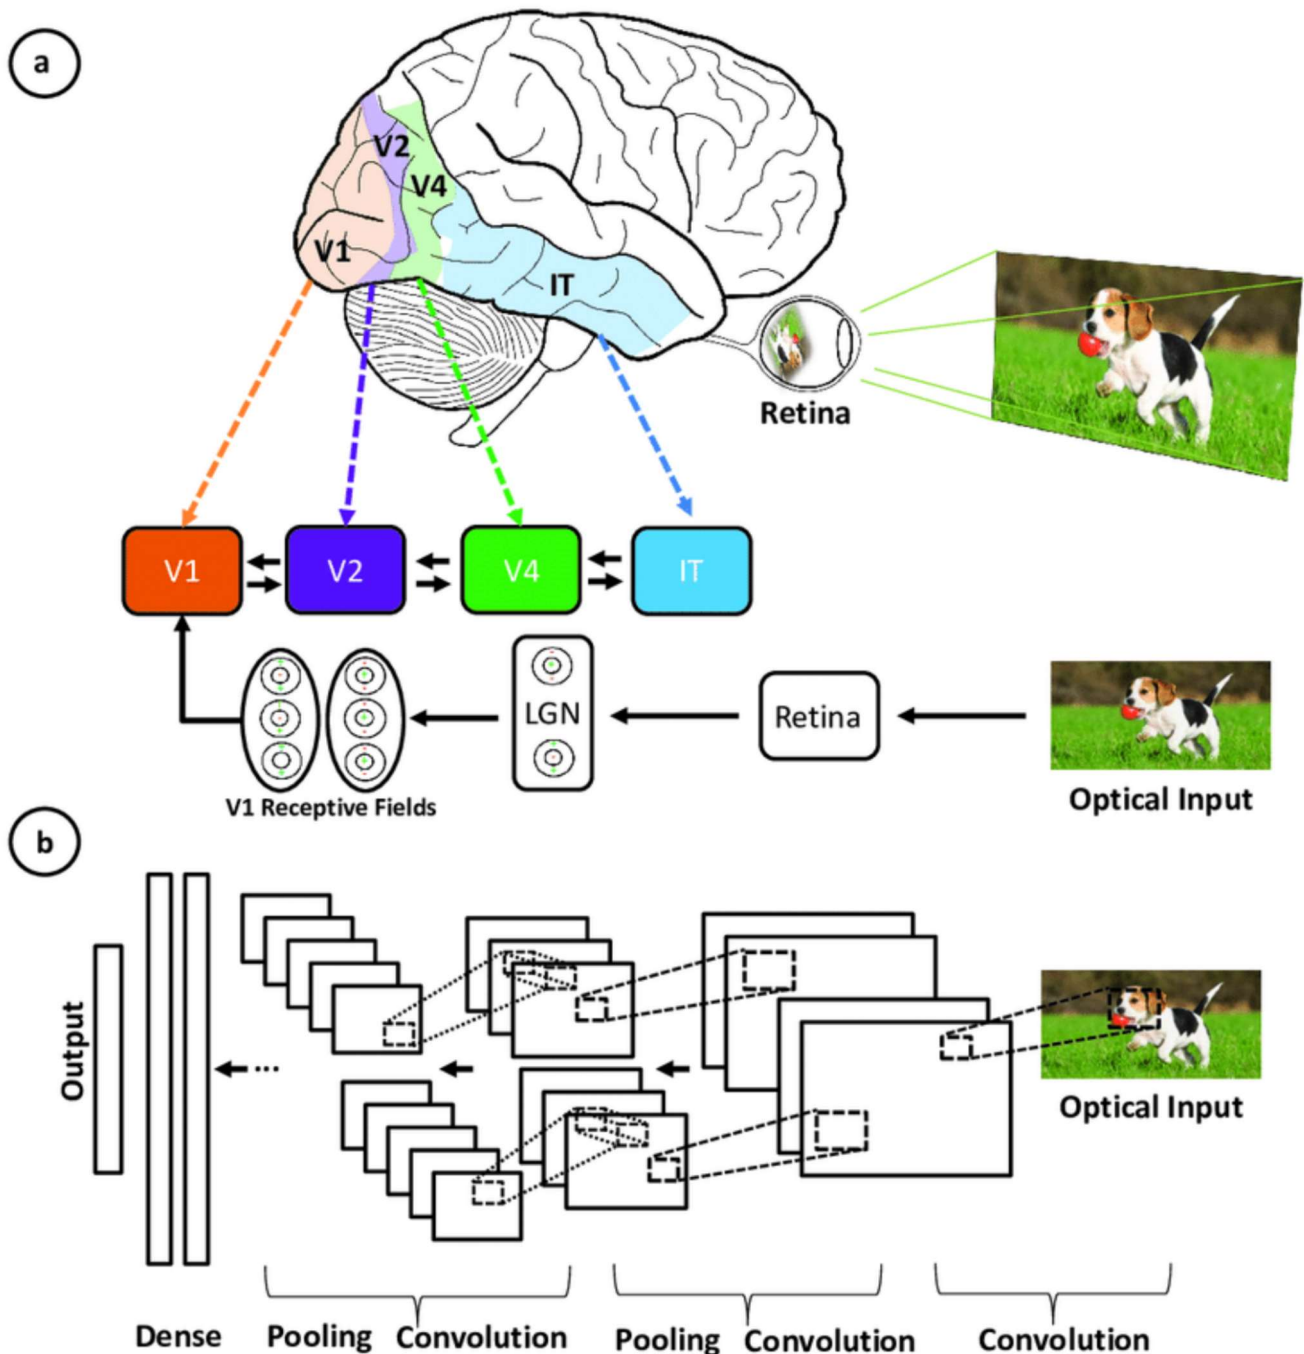 a
V2
V4
V1
IT
Retina
V1
V2
V4
IT
LGN
Retina
V1 Receptive Fields
Optical Input
b
Output
...
Optical Input
Dense
Pooling
Convolution
Pooling
Convolution
Convolution